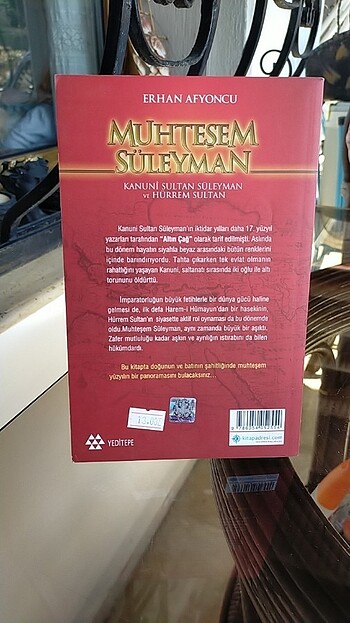 ERHAN AFYONCU
MUHTEŞEM
SÜLEYMAN
KANUNÎ SULTAN SÜLEYMAN
VE HÜRREM SULTAN
Kanuni Sultan Süleyman'ın iktidar yılları daha 17. yüzyıl
yazarları tarafından "Altın Çağ" olarak tarif edilmişti. Aslında
bu dönem hayatın siyahla beyaz arasındaki bütün renklerini
içinde barındırıyordu. Tahta çıkarken tek evlat olmanın
rahatlığını yaşayan Kanuni, saltanatı sırasında iki oğlu ile altı
torununu öldürttü.
İmparatorluğun büyük fetihlerle bir dünya gücü haline
gelmesi de, ilk defa Harem-i Hümayun'dan bir hasekinin,
Hürrem Sultan'ın siyasette aktif rol oynaması da bu dönemde
oldu.Muhteşem Süleyman, aynı zamanda büyük bir aşıktı.
Zafer mutluluğu kadar aşkın ve ayrılığın ıstırabını da bilen
hükümdardı.
Bu kitapta doğunun ve batının şahitliğinde muhteşem
yüzyılın bir panoramasını bulacaksınız...
13.000
YEDİTEPE
kitapadresi.com